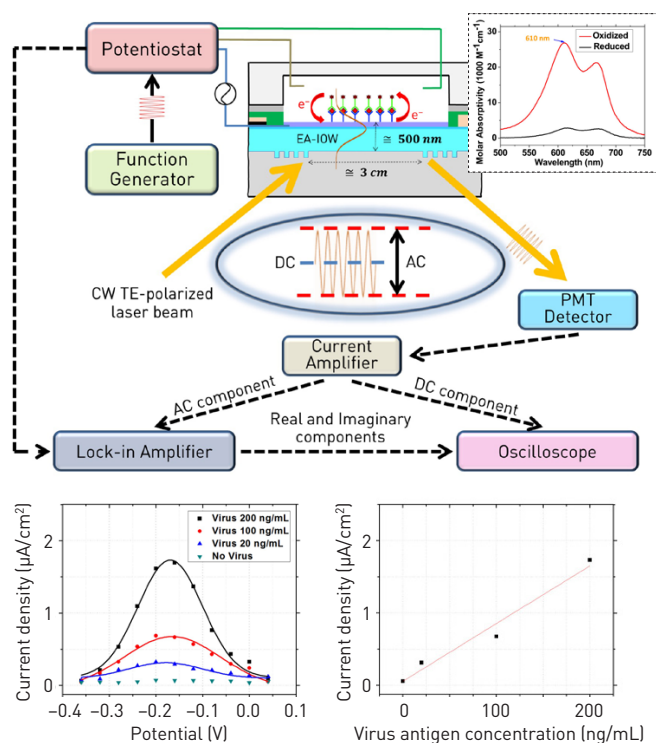 Potentiostat
Function
Generator
e⁻
e⁻
EA-IOW
≅ 500 nm
≅ 3 cm
610 nm
Oxidized
Reduced
Molar Absorptivity (1000 M⁻¹cm⁻¹)
30
20
10
0
500
550
600
650
700
750
Wavelength (nm)
CW TE-polarized
laser beam
DC
AC
PMT
Detector
Current
Amplifier
AC component
DC component
Real and Imaginary
components
Lock-in Amplifier
Oscilloscope
Current density (μA/cm²)
2
1
0
Virus 200 ng/mL
Virus 100 ng/mL
Virus 20 ng/mL
No Virus
−0.4
−0.3
−0.2
−0.1
0.0
0.1
Potential (V)
Current density (μA/cm²)
2
1
0
0
100
200
Virus antigen concentration (ng/mL)